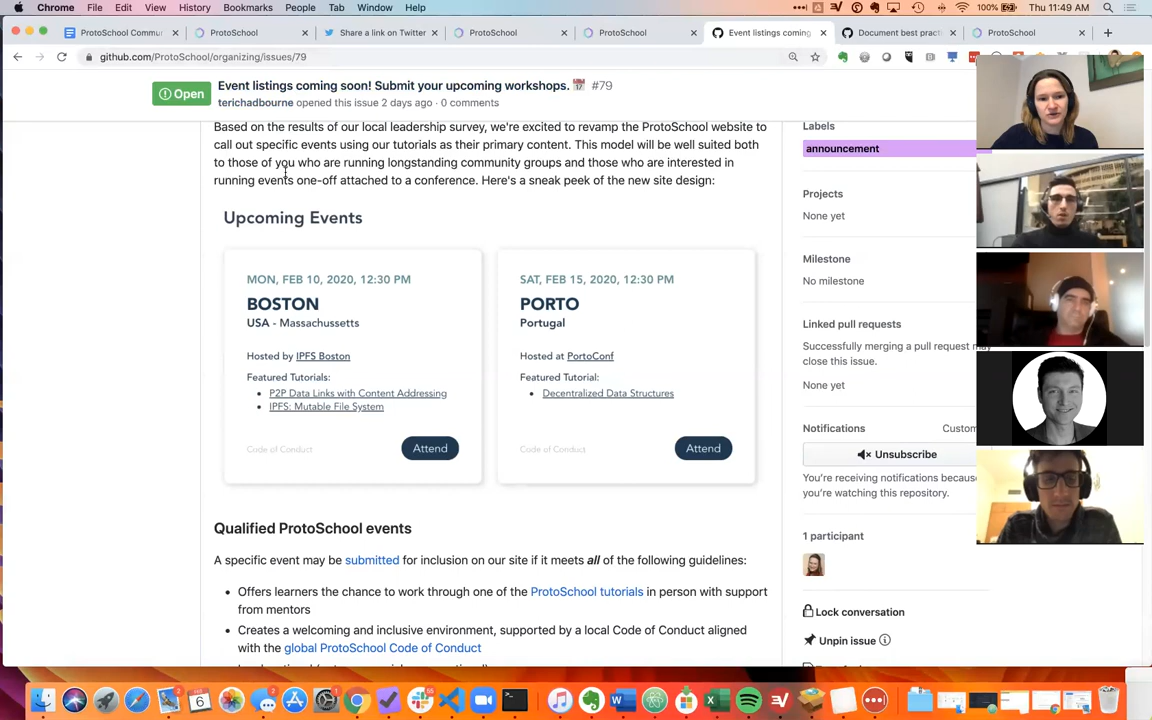 Chrome File Edit View History Bookmarks People Tab Window Help
100% Thu 11:49 AM
ProtoSchool Commu
ProtoSchool
Share a link on Twitter
ProtoSchool
ProtoSchool
Event listings coming
Document best pract
ProtoSchool
github.com/ProtoSchool/organizing/issues/79
Open
Event listings coming soon! Submit your upcoming workshops. 📅 #79
terichadbourne opened this issue 2 days ago · 0 comments
Based on the results of our local leadership survey, we're excited to revamp the ProtoSchool website to
call out specific events using our tutorials as their primary content. This model will be well suited both
to those of you who are running longstanding community groups and those who are interested in
running events one-off attached to a conference. Here's a sneak peek of the new site design:
Upcoming Events
MON, FEB 10, 2020, 12:30 PM
BOSTON
USA - Massachussetts
Hosted by IPFS Boston
Featured Tutorials:
• P2P Data Links with Content Addressing
• IPFS: Mutable File System
Code of Conduct
Attend
SAT, FEB 15, 2020, 12:30 PM
PORTO
Portugal
Hosted at PortoConf
Featured Tutorial:
• Decentralized Data Structures
Code of Conduct
Attend
Qualified ProtoSchool events
A specific event may be submitted for inclusion on our site if it meets all of the following guidelines:
• Offers learners the chance to work through one of the ProtoSchool tutorials in person with support
from mentors
• Creates a welcoming and inclusive environment, supported by a local Code of Conduct aligned
with the global ProtoSchool Code of Conduct
Labels
announcement
Projects
None yet
Milestone
No milestone
Linked pull requests
Successfully merging a pull request may
close this issue.
None yet
Notifications
Custom
Unsubscribe
You're receiving notifications because
you're watching this repository.
1 participant
Lock conversation
Unpin issue